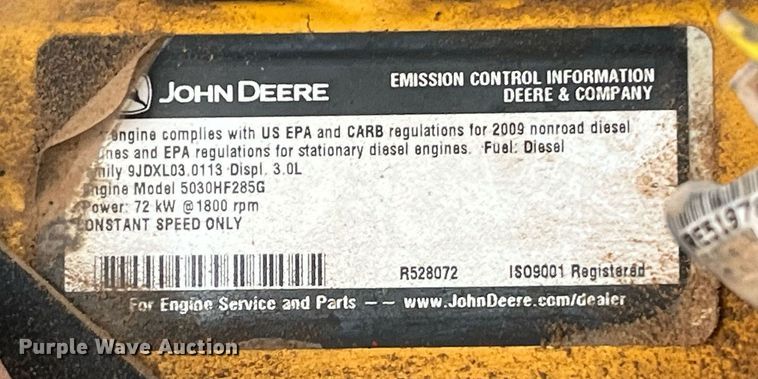 JOHN DEERE
EMISSION CONTROL INFORMATION
DEERE & COMPANY
engine complies with US EPA and CARB regulations for 2009 nonroad diesel
ines and EPA regulations for stationary diesel engines. Fuel: Diesel
mily 9JDXL03.0113 Displ. 3.0L
ngine Model 5030HF285G
Power: 72 kW @1800 rpm
ONSTANT SPEED ONLY
R528072 ISO9001 Registered
For Engine Service and Parts -- www.JohnDeere.com/dealer
Purple Wave Auction